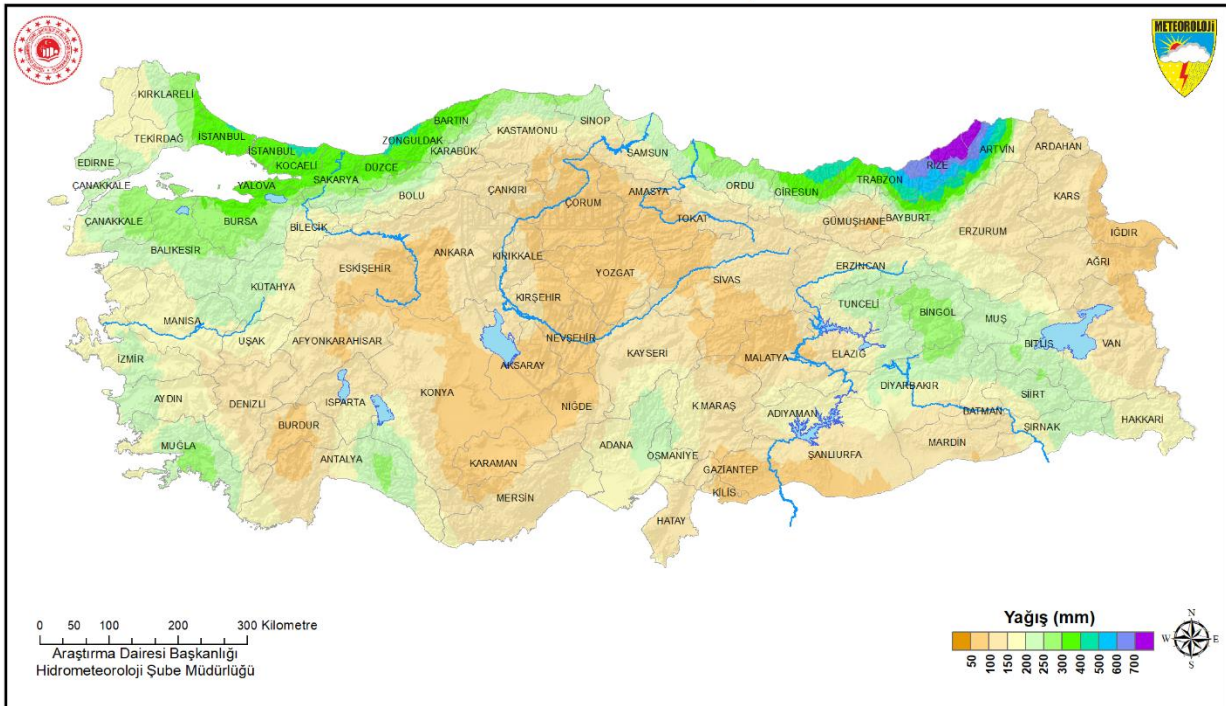 METEOROLOJİ
KIRKLARELİ
TEKİRDAĞ
İSTANBUL
İSTANBUL
KOCAELİ
EDİRNE
ÇANAKKALE
YALOVA
SAKARYA
DÜZCE
ZONGULDAK
BARTIN
KARABÜK
KASTAMONU
SİNOP
SAMSUN
ORDU
GİRESUN
TRABZON
RİZE
ARTVİN
ARDAHAN
KARS
ÇANAKKALE
BURSA
BİLECİK
BOLU
ÇANKIRI
ÇORUM
AMASYA
TOKAT
GÜMÜŞHANE
BAYBURT
ERZURUM
IĞDIR
AĞRI
BALIKESİR
KÜTAHYA
ESKİŞEHİR
ANKARA
KIRIKKALE
YOZGAT
SİVAS
ERZİNCAN
TUNCELİ
BİNGÖL
MUŞ
BİTLİS
VAN
MANİSA
UŞAK
AFYONKARAHİSAR
KIRŞEHİR
NEVŞEHİR
AKSARAY
KAYSERİ
MALATYA
ELAZIĞ
DİYARBAKIR
BATMAN
SİİRT
ŞIRNAK
HAKKARİ
İZMİR
AYDIN
DENİZLİ
ISPARTA
BURDUR
KONYA
NİĞDE
K.MARAŞ
ADIYAMAN
MARDİN
MUĞLA
ANTALYA
KARAMAN
MERSİN
ADANA
OSMANİYE
GAZİANTEP
KİLİS
ŞANLIURFA
HATAY
0 50 100 200 300 Kilometre
Araştırma Dairesi Başkanlığı
Hidrometeoroloji Şube Müdürlüğü
Yağış (mm)
50 100 150 200 250 300 400 500 600 700
N
W E
S